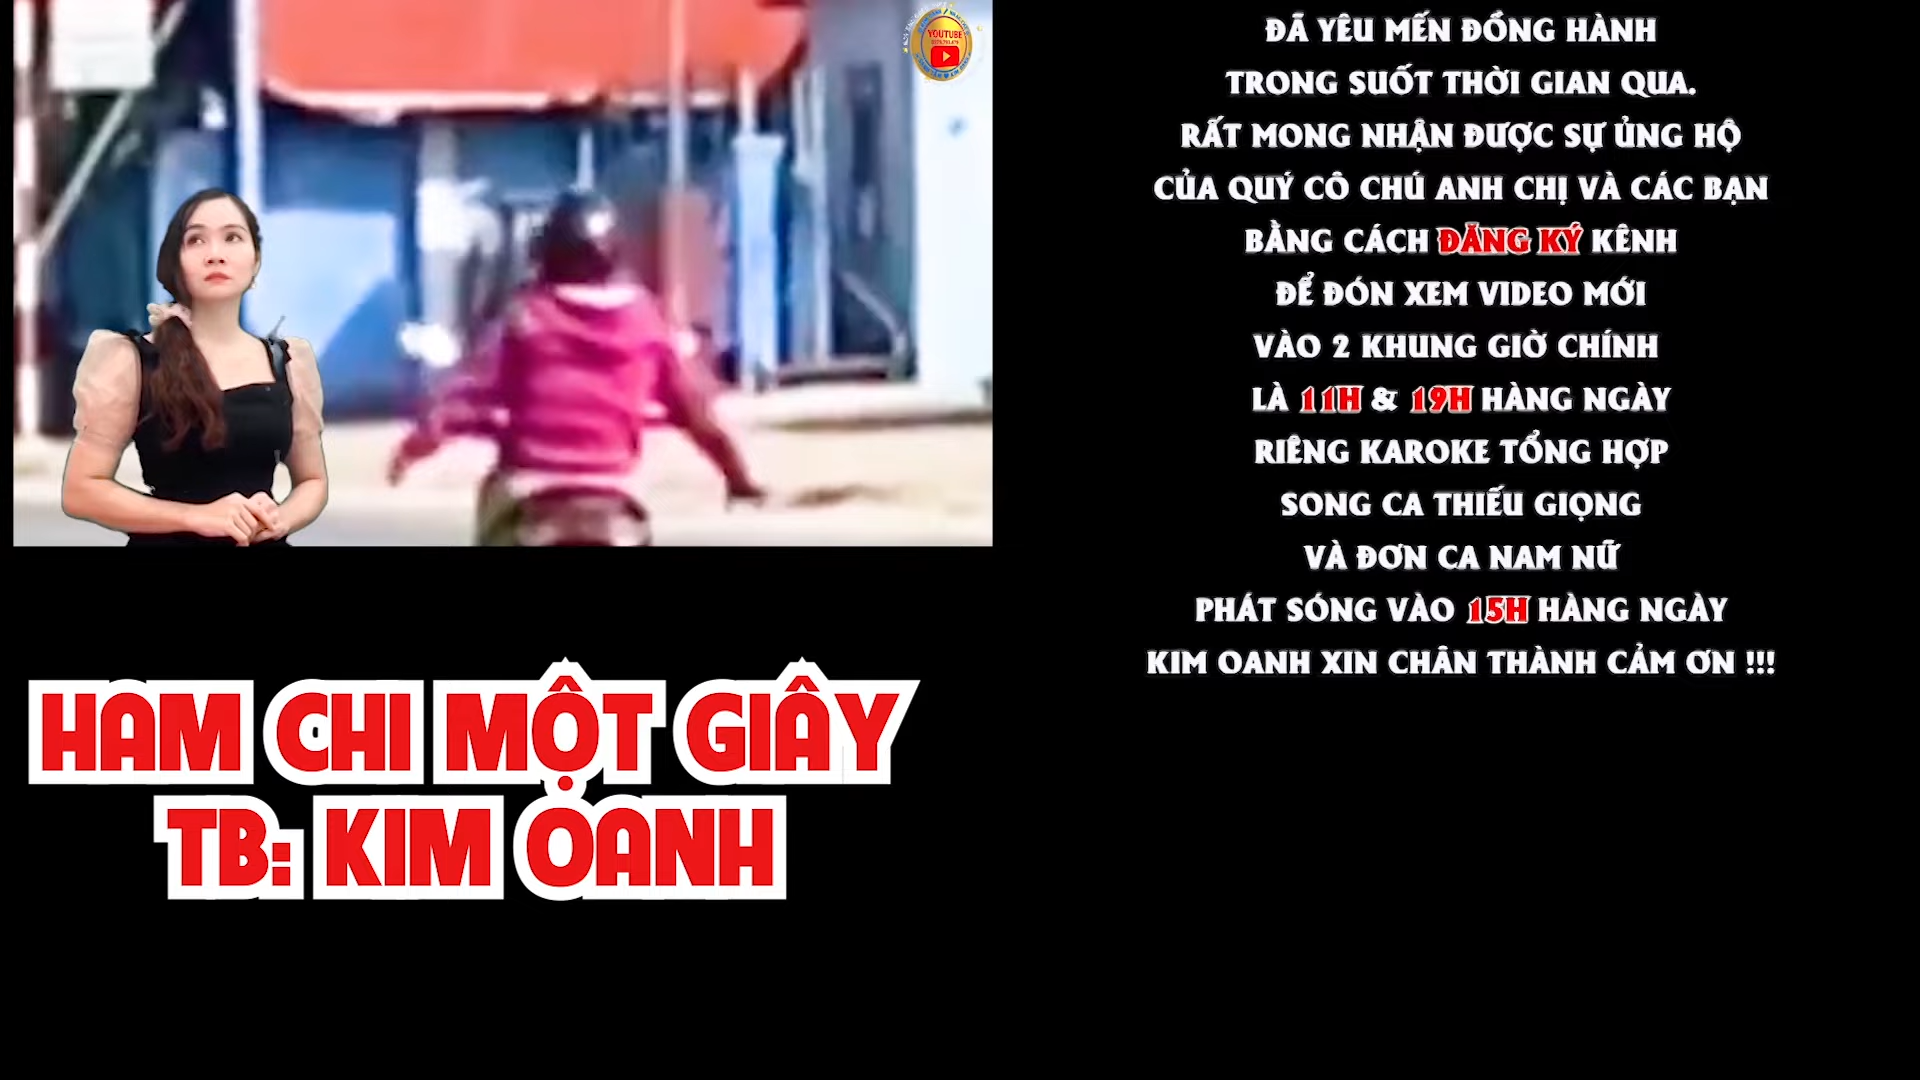 YOUTUBE
ĐÃ YÊU MẾN ĐỒNG HÀNH
TRONG SUỐT THỜI GIAN QUA.
RẤT MONG NHẬN ĐƯỢC SỰ ỦNG HỘ
CỦA QUÝ CÔ CHÚ ANH CHỊ VÀ CÁC BẠN
BẰNG CÁCH ĐĂNG KÝ KÊNH
ĐỂ ĐÓN XEM VIDEO MỚI
VÀO 2 KHUNG GIỜ CHÍNH
LÀ 11H & 19H HÀNG NGÀY
RIÊNG KAROKE TỔNG HỢP
SONG CA THIẾU GIỌNG
VÀ ĐƠN CA NAM NỮ
PHÁT SÓNG VÀO 15H HÀNG NGÀY
KIM OANH XIN CHÂN THÀNH CẢM ƠN !!!
HAM CHI MỘT GIÂY
TB: KIM OANH